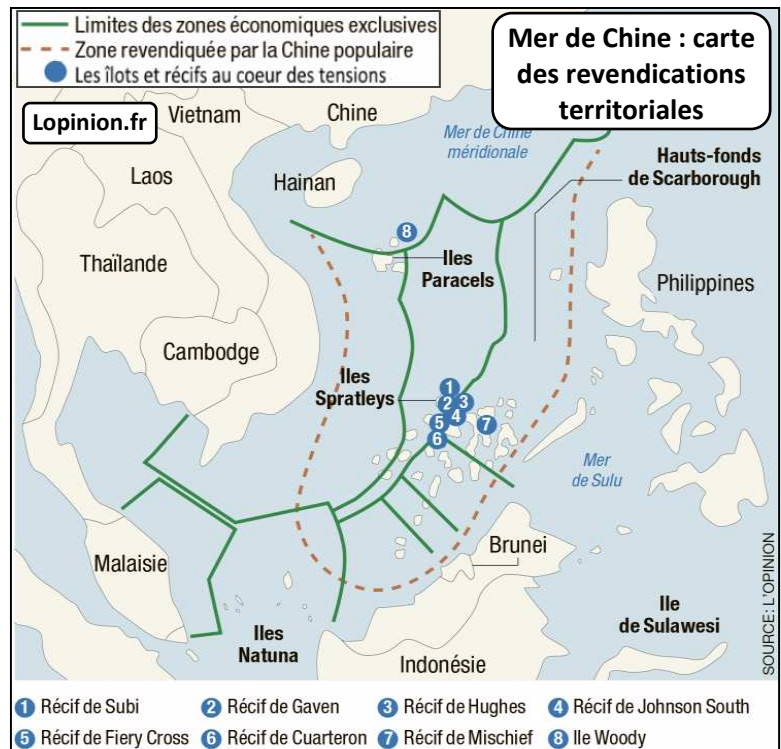 Limites des zones économiques exclusives
Zone revendiquée par la Chine populaire
Les îlots et récifs au coeur des tensions
Mer de Chine : carte
des revendications
territoriales
Lopinion.fr
Vietnam
Chine
Mer de Chine
méridionale
Laos
Hainan
Hauts-fonds
de Scarborough
8
Thaïlande
Iles
Paracels
Philippines
Cambodge
Iles
Spratleys
1
2
3
4
5
6
7
Mer
de Sulu
Malaisie
Brunei
Iles
Natuna
Indonésie
Ile
de Sulawesi
SOURCE: L'OPINION
1 Récif de Subi
2 Récif de Gaven
3 Récif de Hughes
4 Récif de Johnson South
5 Récif de Fiery Cross
6 Récif de Cuarteron
7 Récif de Mischief
8 Ile Woody